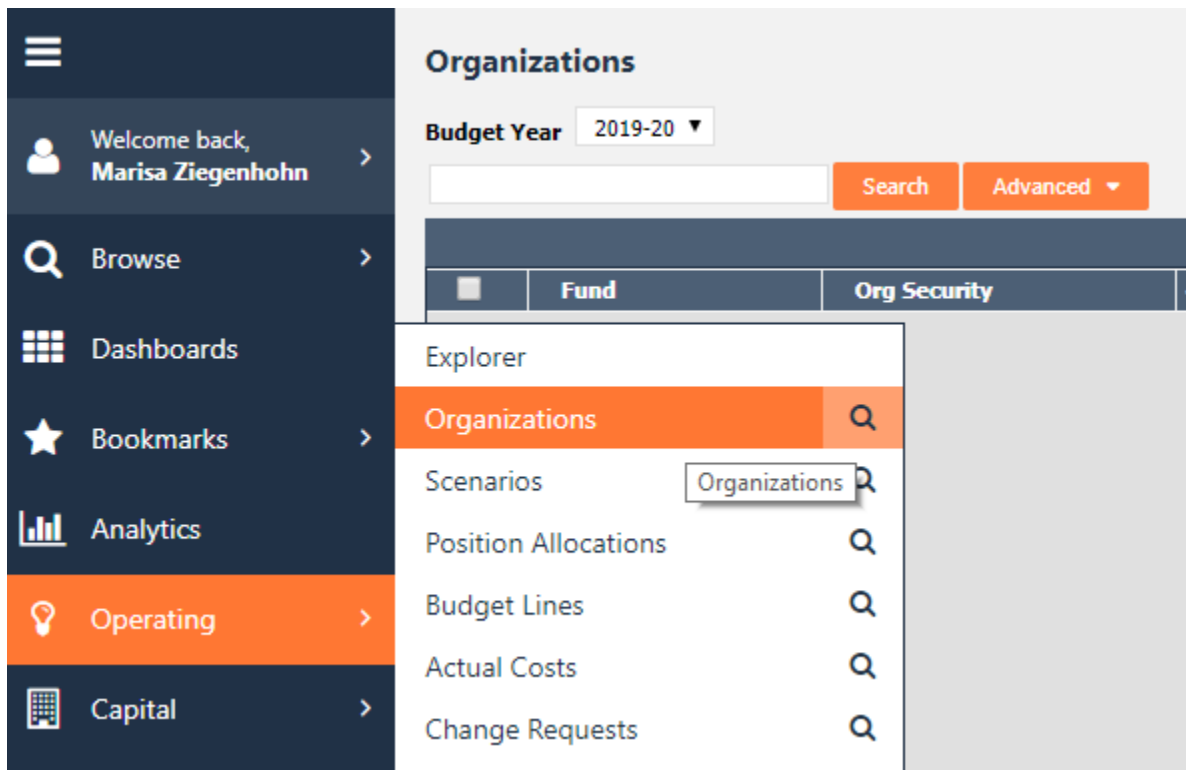 Organizations
Budget Year 2019-20
Search Advanced
Fund Org Security
Welcome back,
Marisa Ziegenhohn
Browse
Dashboards
Bookmarks
Analytics
Operating
Capital
Explorer
Organizations
Scenarios
Organizations
Position Allocations
Budget Lines
Actual Costs
Change Requests